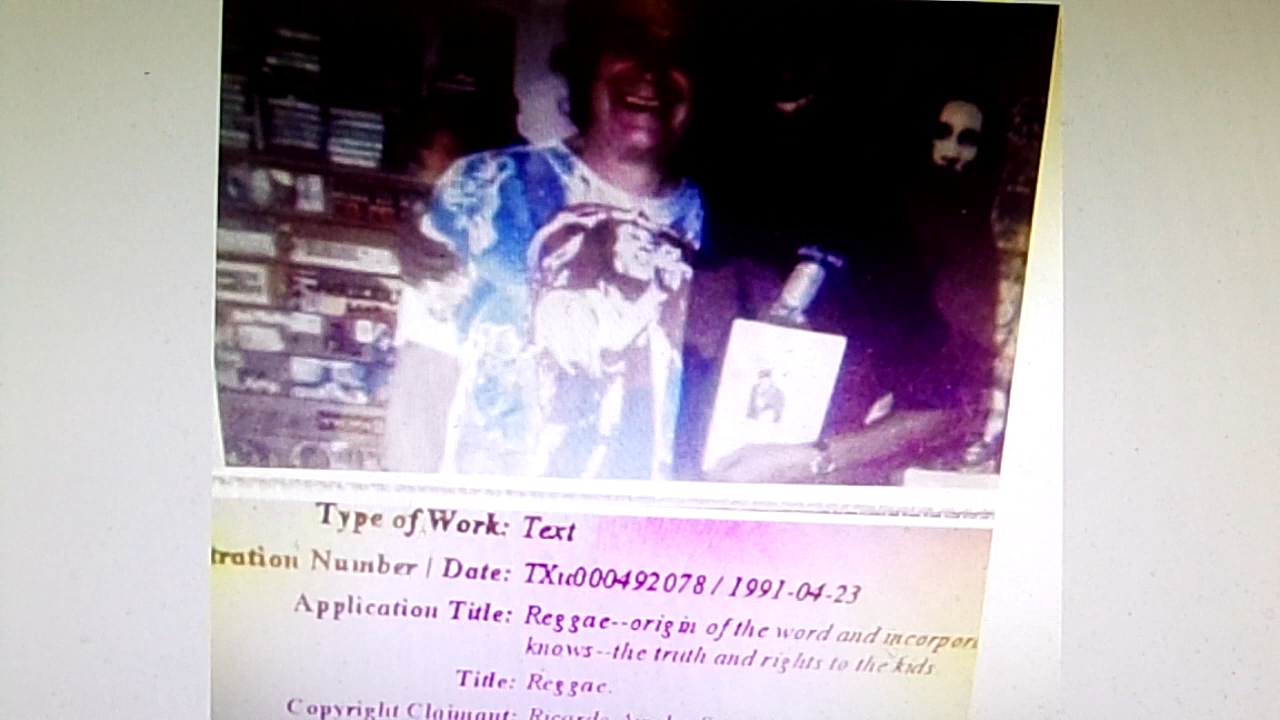 Type of Work: Text
tration Number / Date: TXu000492078 / 1991-04-23
Application Title: Reggae--origin of the word and incorpor
knows--the truth and rights to the kids.
Title: Reggae.
Copyright Claimant: